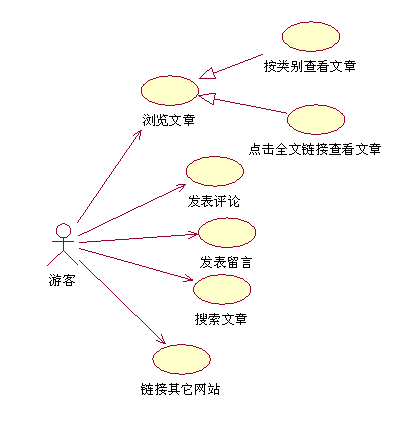 按类别查看文章
浏览文章
点击全文链接查看文章
发表评论
发表留言
游客
搜索文章
链接其它网站